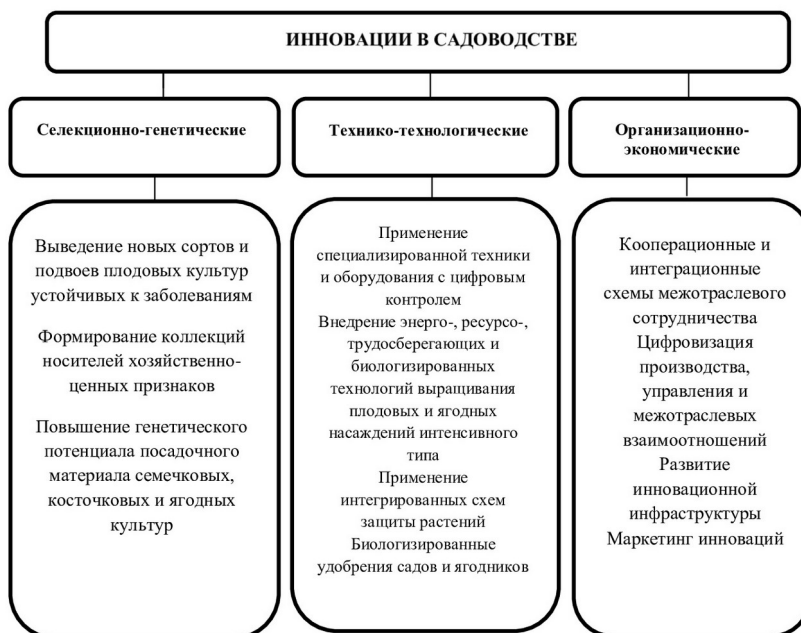 ИННОВАЦИИ В САДОВОДСТВЕ
Селекционно-генетические
Технико-технологические
Организационно-
экономические
Выведение новых сортов и
подвоев плодовых культур
устойчивых к заболеваниям
Формирование коллекций
носителей хозяйственно-
ценных признаков
Повышение генетического
потенциала посадочного
материала семечковых,
косточковых и ягодных
культур
Применение
специализированной техники
и оборудования с цифровым
контролем
Внедрение энерго-, ресурсо-,
трудосберегающих и
биологизированных
технологий выращивания
плодовых и ягодных
насаждений интенсивного
типа
Применение
интегрированных схем
защиты растений
Биологизированные
удобрения садов и ягодников
Кооперационные и
интеграционные
схемы межотраслевого
сотрудничества
Цифровизация
производства,
управления и
межотраслевых
взаимоотношений
Развитие
инновационной
инфраструктуры
Маркетинг инноваций